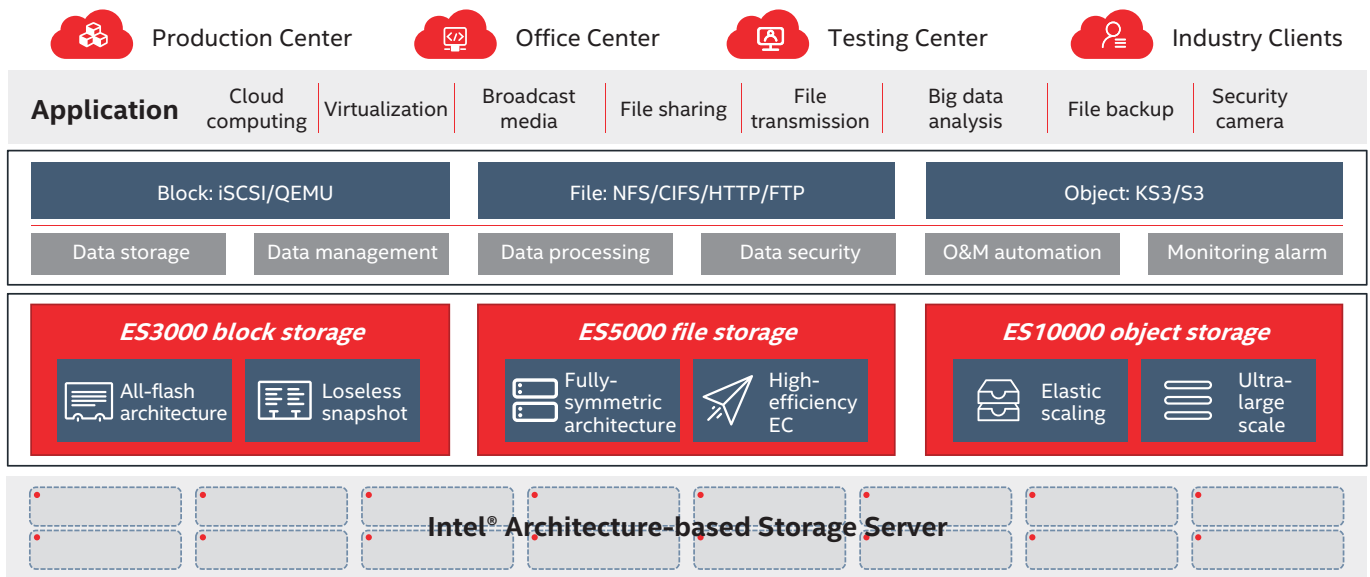 Production Center
Office Center
Testing Center
Industry Clients
Application
Cloud
computing
Virtualization
Broadcast
media
File sharing
File
transmission
Big data
analysis
File backup
Security
camera
Block: iSCSI/QEMU
File: NFS/CIFS/HTTP/FTP
Object: KS3/S3
Data storage
Data management
Data processing
Data security
O&M automation
Monitoring alarm
ES3000 block storage
ES5000 file storage
ES10000 object storage
All-flash
architecture
Loseless
snapshot
Fully-
symmetric
architecture
High-
efficiency
EC
Elastic
scaling
Ultra-
large
scale
Intel® Architecture-based Storage Server